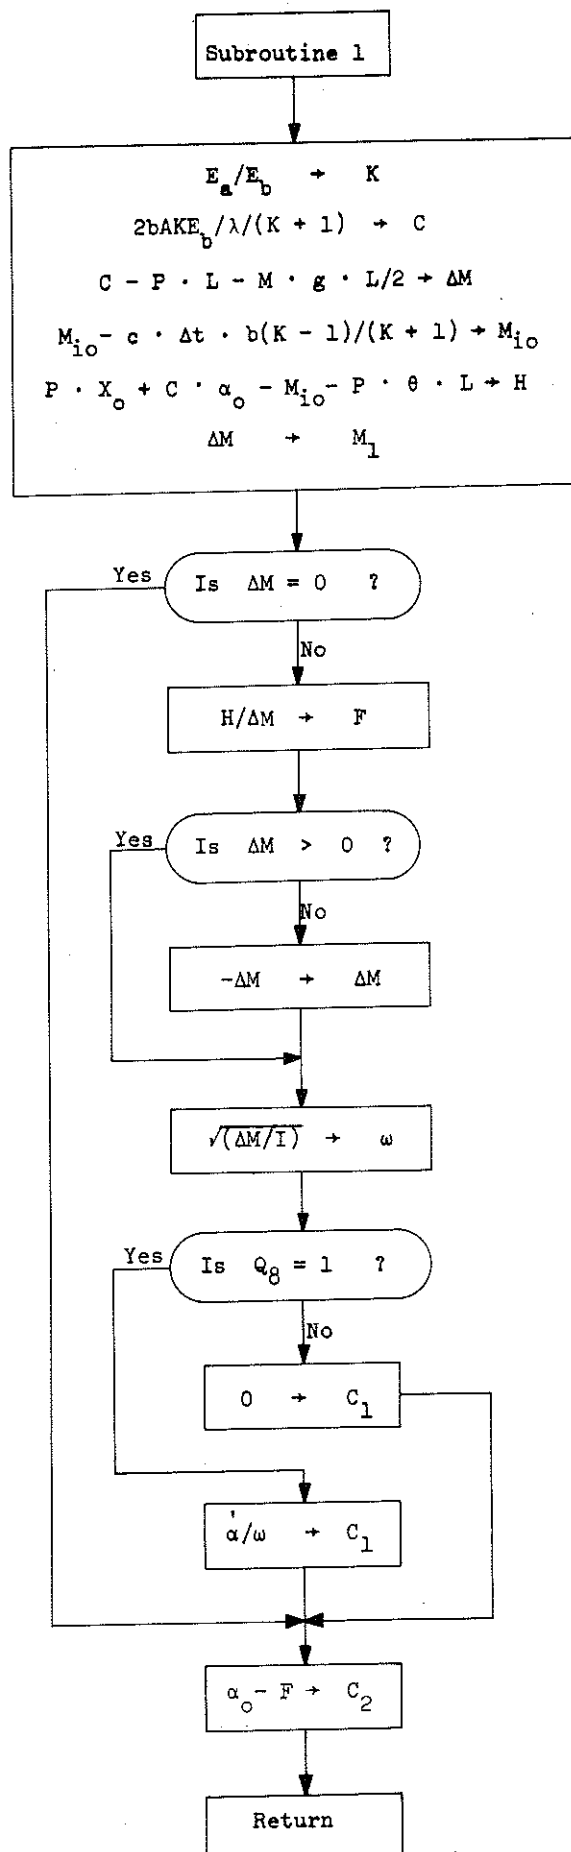 Subroutine 1
E_a/E_b → K
2bAKE_b/λ/(K + 1) → C
C - P · L - M · g · L/2 → ΔM
M_io - c · Δt · b(K - 1)/(K + 1) → M_io
P · X_o + C · α_o - M_io - P · θ · L → H
ΔM → M_1
Yes
Is ΔM = 0 ?
No
H/ΔM → F
Yes
Is ΔM > 0 ?
No
-ΔM → ΔM
√(ΔM/I) → ω
Yes
Is Q_8 = 1 ?
No
0 → C_1
α̇/ω → C_1
α_o - F → C_2
Return